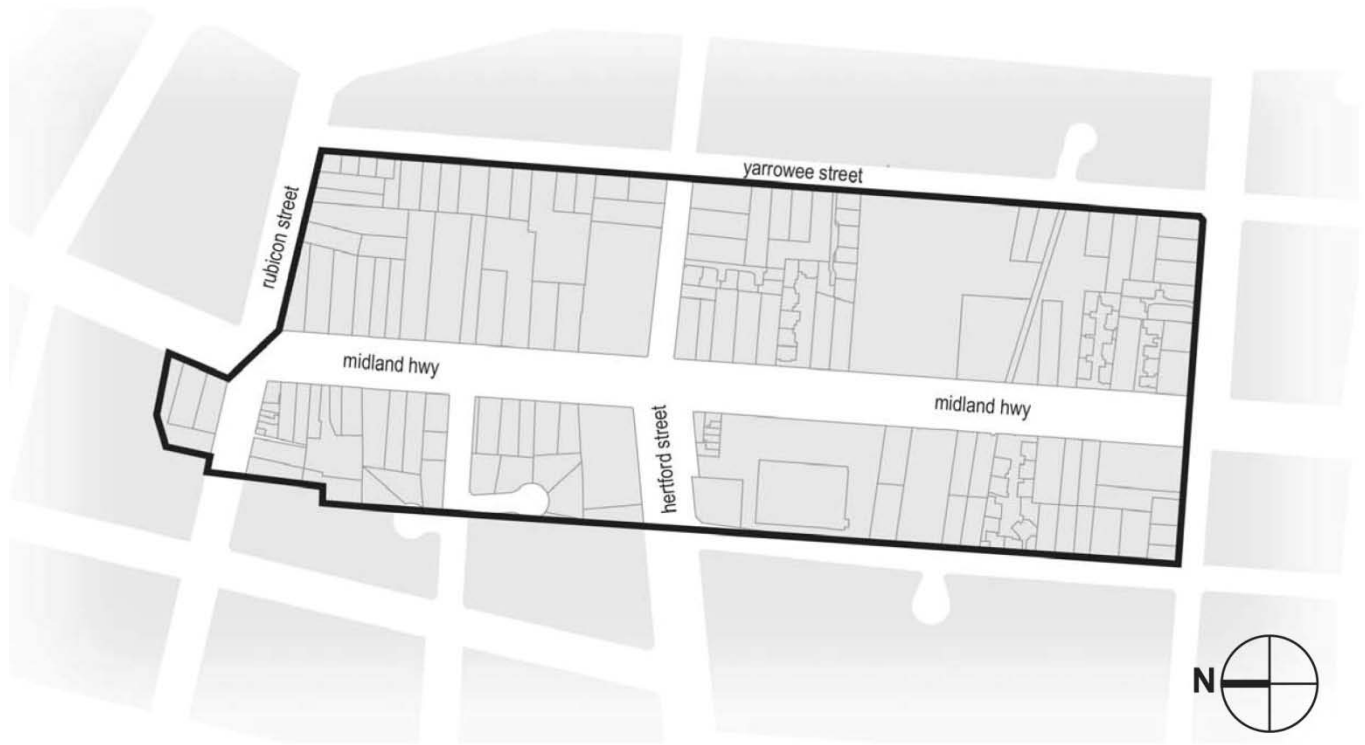 yarrowee street
rubicon street
midland hwy
midland hwy
hertford street
N